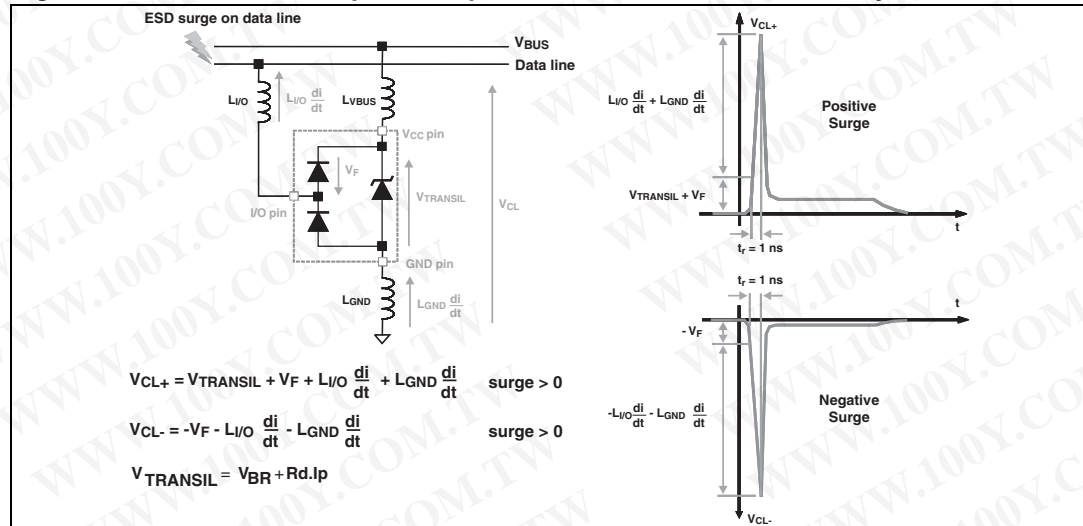 ESD surge on data line
VBUS
Data line
LI/O
LI/O di/dt
LVBUS
VCC pin
VF
VTRANSIL
VCL
I/O pin
GND pin
LGND
LGND di/dt
VCL+ = VTRANSIL + VF + LI/O di/dt + LGND di/dt surge > 0
VCL- = -VF - LI/O di/dt - LGND di/dt surge > 0
VTRANSIL = VBR + Rd.Ip
VCL+
LI/O di/dt + LGND di/dt
Positive
Surge
VTRANSIL + VF
t
tr = 1 ns
tr = 1 ns
t
- VF
-LI/O di/dt - LGND di/dt
Negative
Surge
VCL-
WWW.100Y.COM.TW